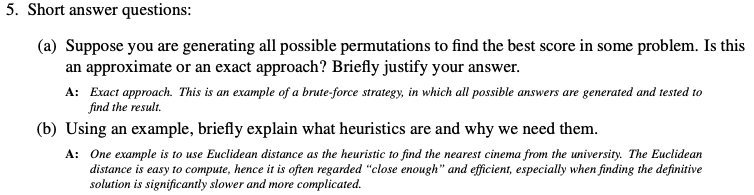 5. Short answer questions:
(a) Suppose you are generating all possible permutations to find the best score in some problem. Is this
an approximate or an exact approach? Briefly justify your answer.
A: Exact approach. This is an example of a brute-force strategy, in which all possible answers are generated and tested to
find the result.
(b) Using an example, briefly explain what heuristics are and why we need them.
A: One example is to use Euclidean distance as the heuristic to find the nearest cinema from the university. The Euclidean
distance is easy to compute, hence it is often regarded “close enough” and efficient, especially when finding the definitive
solution is significantly slower and more complicated.